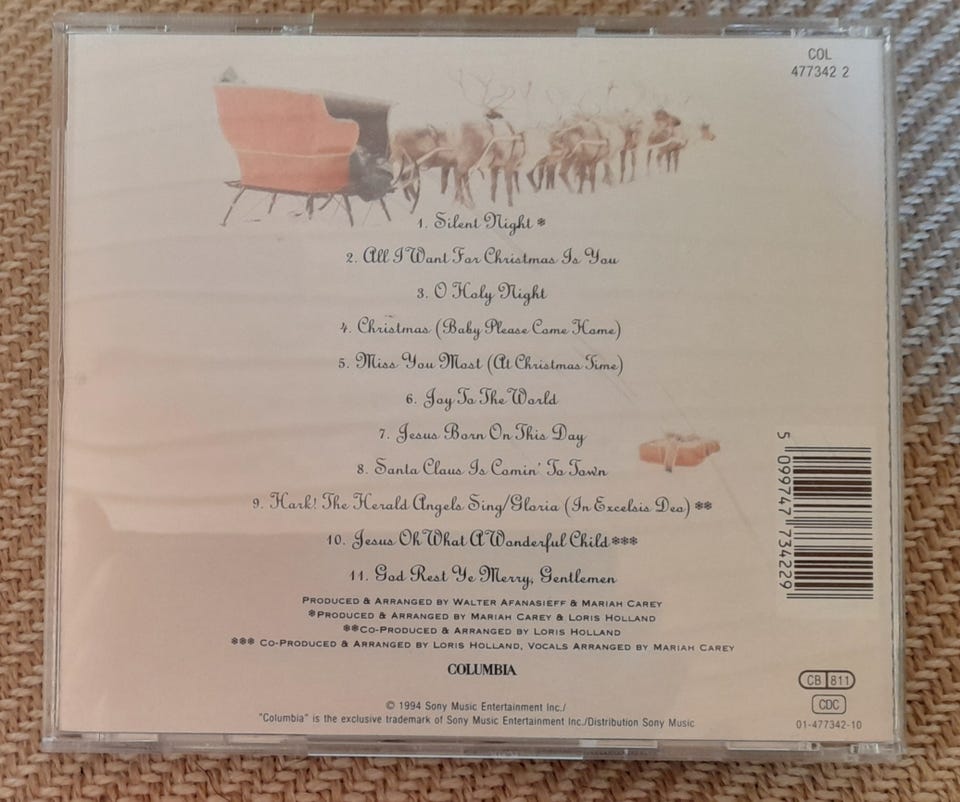 COL
477342 2
1. Silent Night *
2. All I Want For Christmas Is You
3. O Holy Night
4. Christmas (Baby Please Come Home)
5. Miss You Most (At Christmas Time)
6. Joy To The World
7. Jesus Born On This Day
8. Santa Claus Is Comin' To Town
9. Hark! The Herald Angels Sing/Gloria (In Excelsis Deo) **
10. Jesus Oh What A Wonderful Child ***
11. God Rest Ye Merry, Gentlemen
5 099747 734229
PRODUCED & ARRANGED BY WALTER AFANASIEFF & MARIAH CAREY
*PRODUCED & ARRANGED BY MARIAH CAREY & LORIS HOLLAND
**CO-PRODUCED & ARRANGED BY LORIS HOLLAND
*** CO-PRODUCED & ARRANGED BY LORIS HOLLAND, VOCALS ARRANGED BY MARIAH CAREY
COLUMBIA
CB 811
CDC
01-477342-10
© 1994 Sony Music Entertainment Inc./
"Columbia" is the exclusive trademark of Sony Music Entertainment Inc./Distribution Sony Music